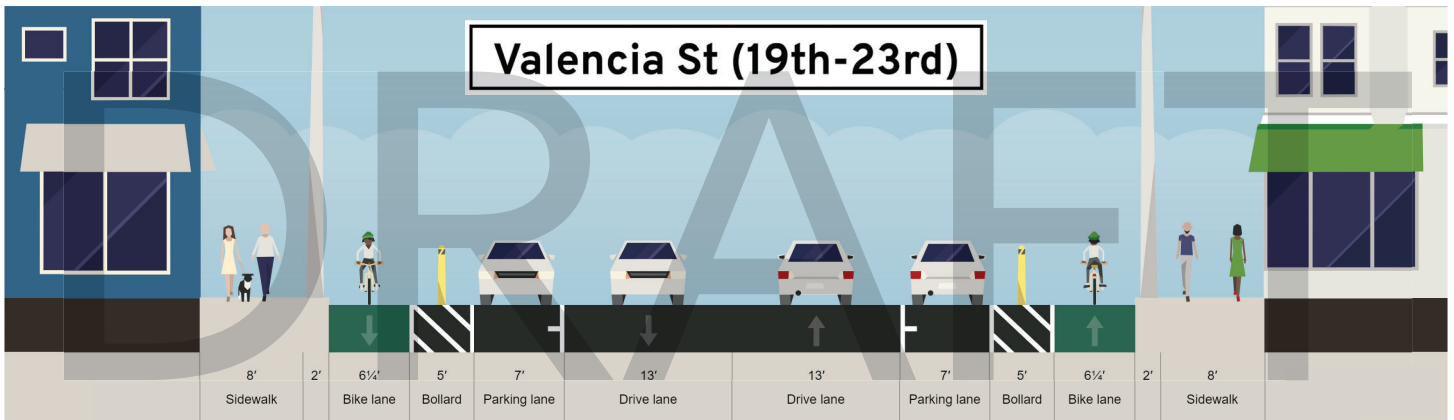 Valencia St (19th-23rd)
DRAFT
8′ 2′ 6¼′ 5′ 7′ 13′ 13′ 7′ 5′ 6¼′ 2′ 8′
Sidewalk Bike lane Bollard Parking lane Drive lane Drive lane Parking lane Bollard Bike lane Sidewalk